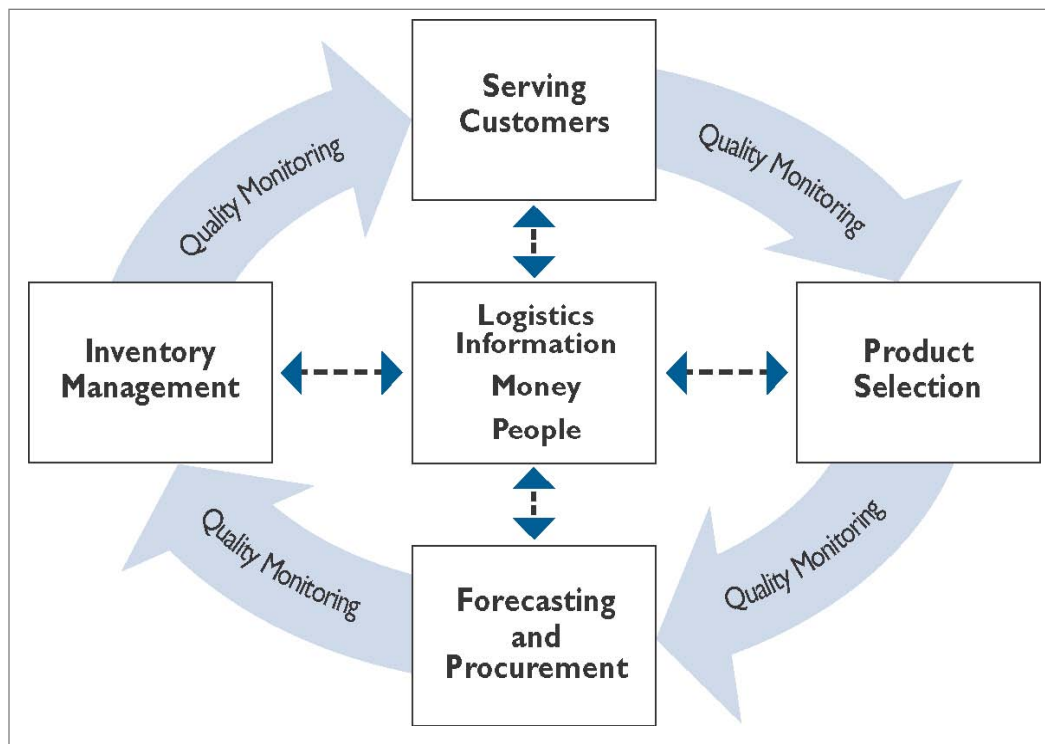 Serving
Customers
Quality Monitoring
Quality Monitoring
Inventory
Management
Logistics
Information
Money
People
Product
Selection
Quality Monitoring
Quality Monitoring
Forecasting
and
Procurement